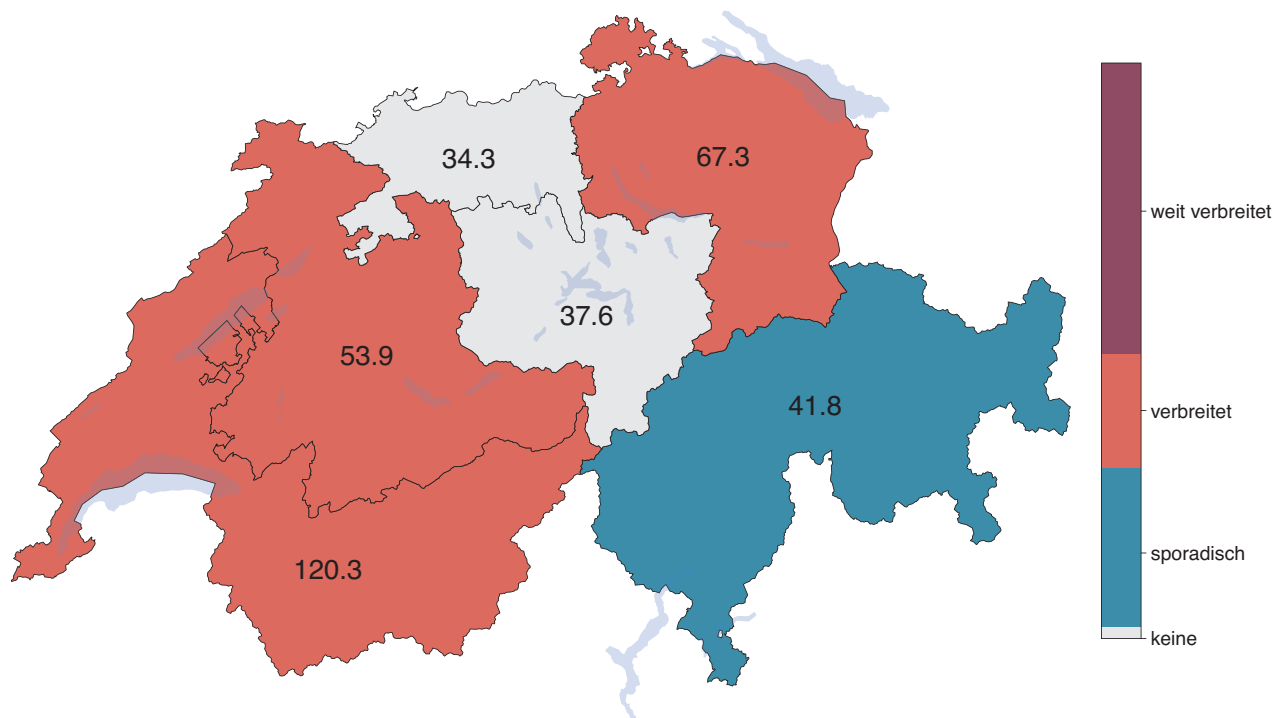 34.3
67.3
37.6
53.9
41.8
120.3
weit verbreitet
verbreitet
sporadisch
keine